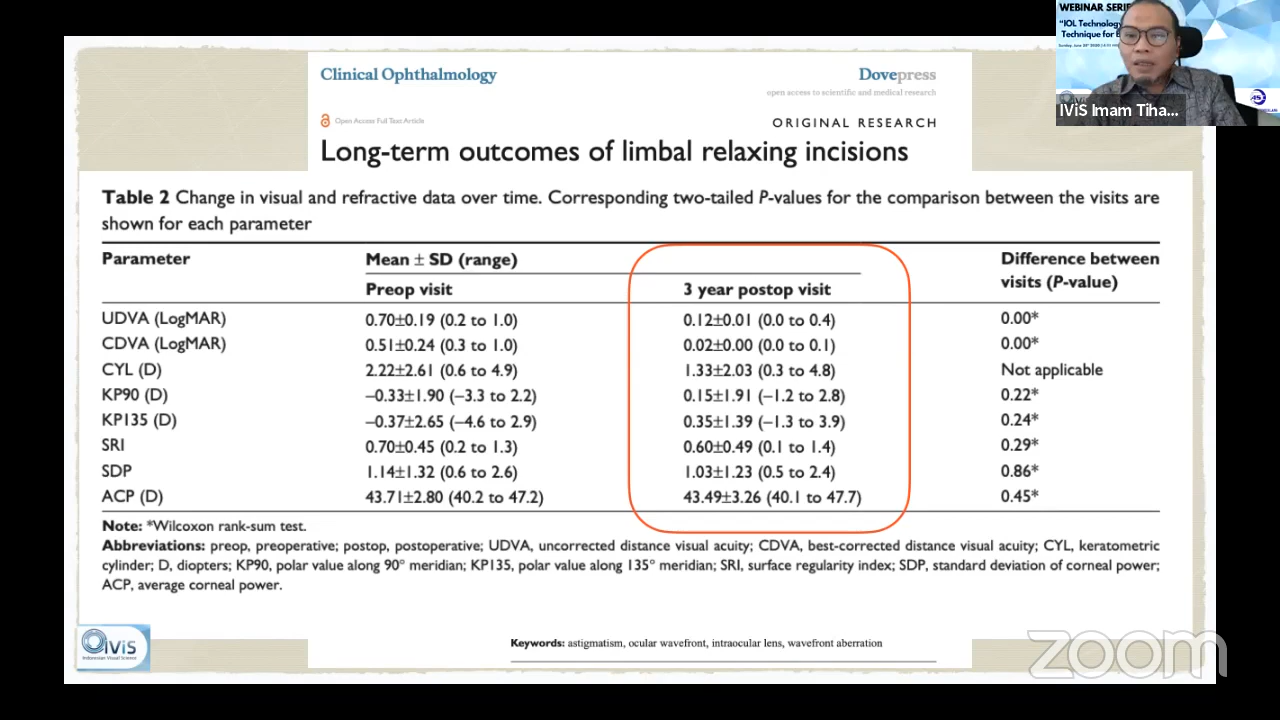 WEBINAR SERIE
"IOL Technology
Technique for B
IViS Imam Tiha...
Clinical Ophthalmology
Dovepress
open access to scientific and medical research
Open Access Full Text Article
ORIGINAL RESEARCH
Long-term outcomes of limbal relaxing incisions
Table 2 Change in visual and refractive data over time. Corresponding two-tailed P-values for the comparison between the visits are
shown for each parameter
Parameter Mean ± SD (range) Difference between
Preop visit 3 year postop visit visits (P-value)
UDVA (LogMAR) 0.70±0.19 (0.2 to 1.0) 0.12±0.01 (0.0 to 0.4) 0.00*
CDVA (LogMAR) 0.51±0.24 (0.3 to 1.0) 0.02±0.00 (0.0 to 0.1) 0.00*
CYL (D) 2.22±2.61 (0.6 to 4.9) 1.33±2.03 (0.3 to 4.8) Not applicable
KP90 (D) –0.33±1.90 (–3.3 to 2.2) 0.15±1.91 (–1.2 to 2.8) 0.22*
KP135 (D) –0.37±2.65 (–4.6 to 2.9) 0.35±1.39 (–1.3 to 3.9) 0.24*
SRI 0.70±0.45 (0.2 to 1.3) 0.60±0.49 (0.1 to 1.4) 0.29*
SDP 1.14±1.32 (0.6 to 2.6) 1.03±1.23 (0.5 to 2.4) 0.86*
ACP (D) 43.71±2.80 (40.2 to 47.2) 43.49±3.26 (40.1 to 47.7) 0.45*
Note: *Wilcoxon rank-sum test.
Abbreviations: preop, preoperative; postop, postoperative; UDVA, uncorrected distance visual acuity; CDVA, best-corrected distance visual acuity; CYL, keratometric
cylinder; D, diopters; KP90, polar value along 90° meridian; KP135, polar value along 135° meridian; SRI, surface regularity index; SDP, standard deviation of corneal power;
ACP, average corneal power.
Keywords: astigmatism, ocular wavefront, intraocular lens, wavefront aberration
iViS
Indonesian Visual Science
zoom